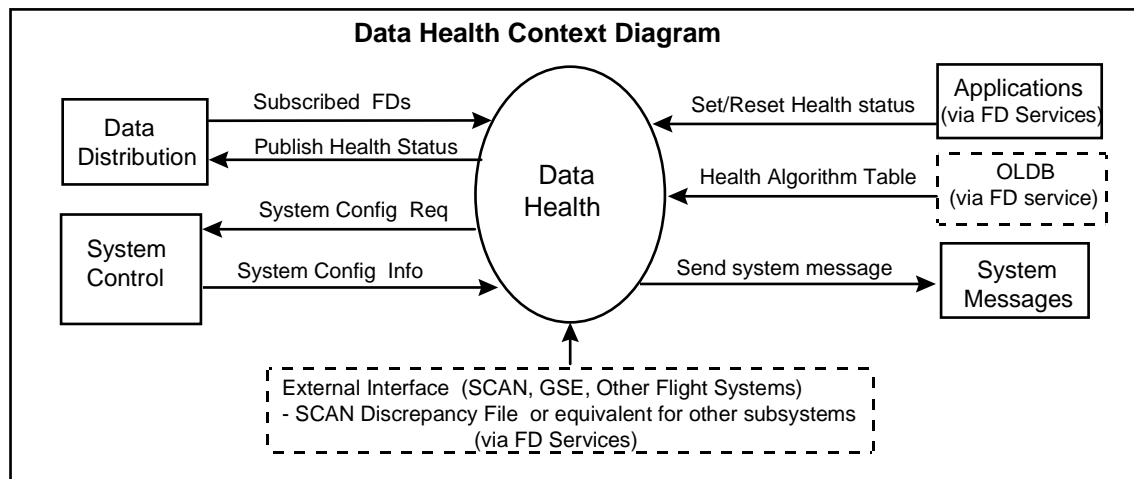 Data Health Context Diagram
Data
Distribution
Subscribed FDs
Publish Health Status
System
Control
System Config Req
System Config Info
Data
Health
Set/Reset Health status
Applications
(via FD Services)
Health Algorithm Table
OLDB
(via FD service)
Send system message
System
Messages
External Interface (SCAN, GSE, Other Flight Systems)
- SCAN Discrepancy File or equivalent for other subsystems
(via FD Services)